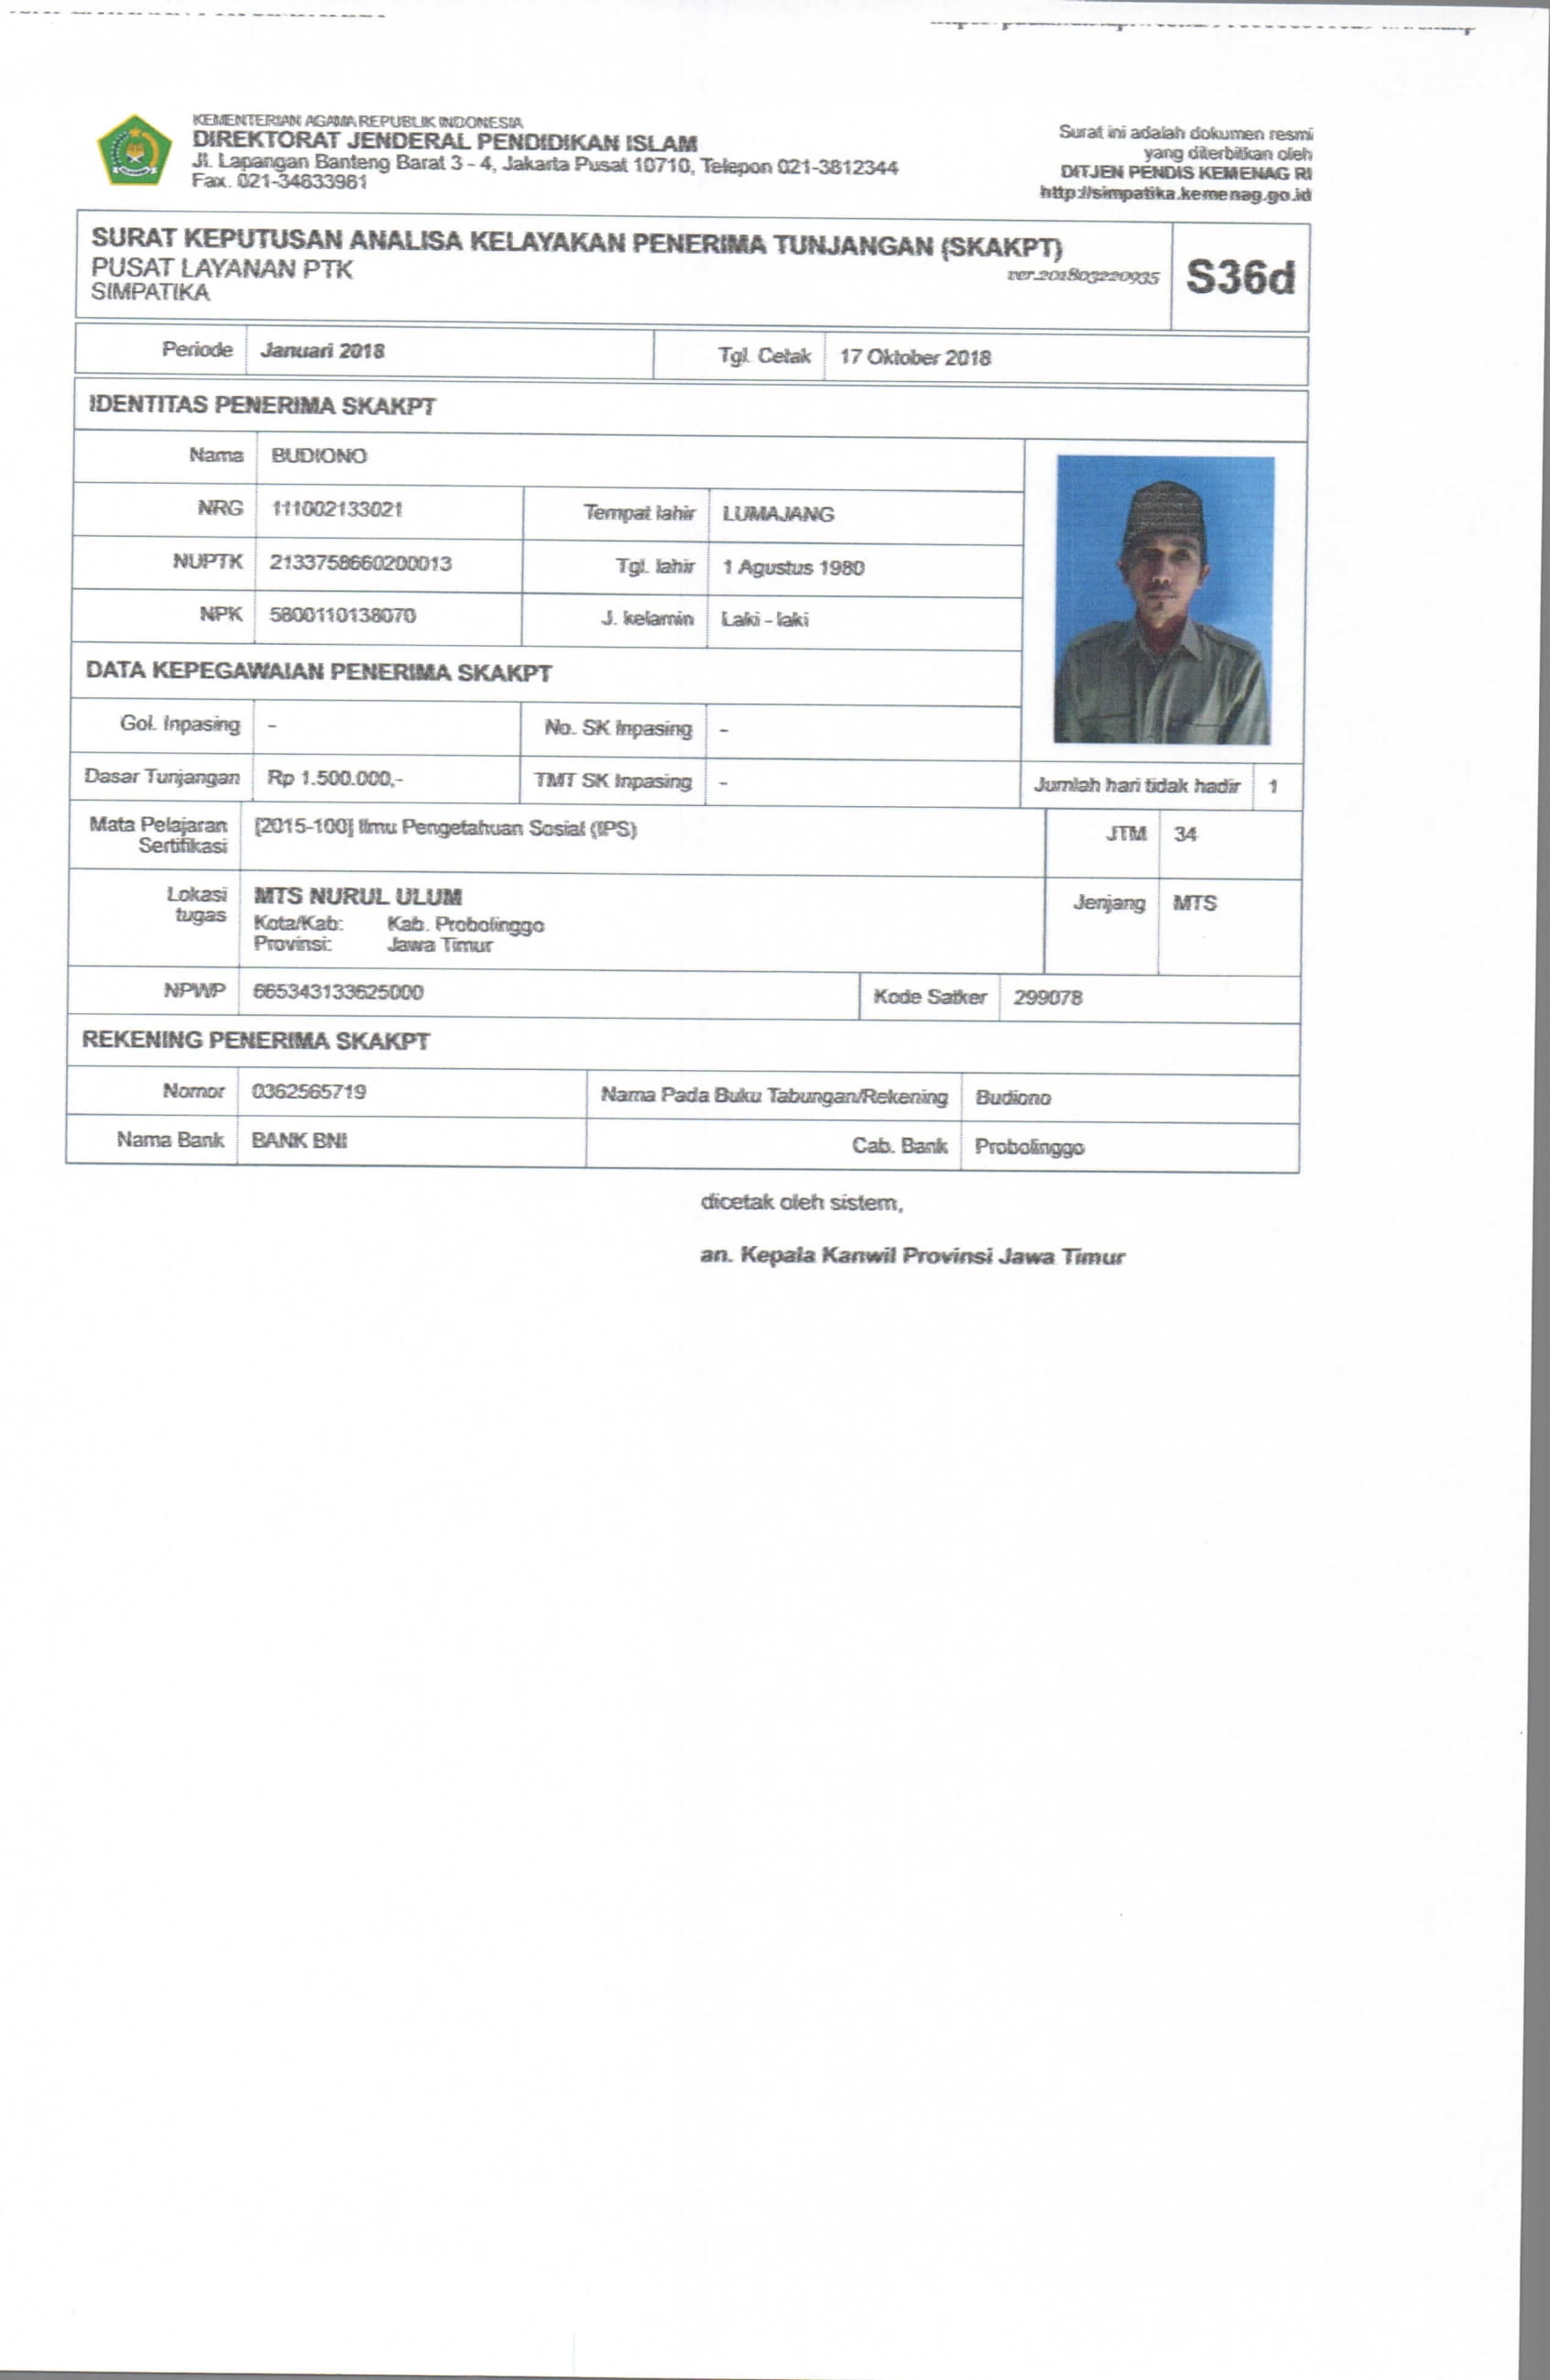 KEMENTERIAN AGAMA REPUBLIK INDONESIA
DIREKTORAT JENDERAL PENDIDIKAN ISLAM
Jl. Lapangan Banteng Barat 3 - 4, Jakarta Pusat 10710, Telepon 021-3812344
Fax. 021-34833981
Surat ini adalah dokumen resmi
yang diterbitkan oleh
DITJEN PENDIS KEMENAG RI
http://simpatika.kemenag.go.id
SURAT KEPUTUSAN ANALISA KELAYAKAN PENERIMA TUNJANGAN (SKAKPT)
PUSAT LAYANAN PTK
SIMPATIKA
ver.201803220935
S36d
Periode Januari 2018 Tgl. Cetak 17 Oktober 2018
IDENTITAS PENERIMA SKAKPT
Nama BUDIONO
NRG 111002133021 Tempat lahir LUMAJANG
NUPTK 2133758660200013 Tgl. lahir 1 Agustus 1980
NPK 5800110138070 J. kelamin Laki - laki
DATA KEPEGAWAIAN PENERIMA SKAKPT
Gol. Inpasing - No. SK Inpasing -
Dasar Tunjangan Rp 1.500.000,- TMT SK Inpasing - Jumlah hari tidak hadir 1
Mata Pelajaran Sertifikasi [2015-100] Ilmu Pengetahuan Sosial (IPS) JTM 34
Lokasi tugas MTS NURUL ULUM Jenjang MTS
Kota/Kab: Kab. Probolinggo
Provinsi: Jawa Timur
NPWP 665343133625000 Kode Satker 299078
REKENING PENERIMA SKAKPT
Nomor 0362565719 Nama Pada Buku Tabungan/Rekening Budiono
Nama Bank BANK BNI Cab. Bank Probolinggo
dicetak oleh sistem,
an. Kepala Kanwil Provinsi Jawa Timur